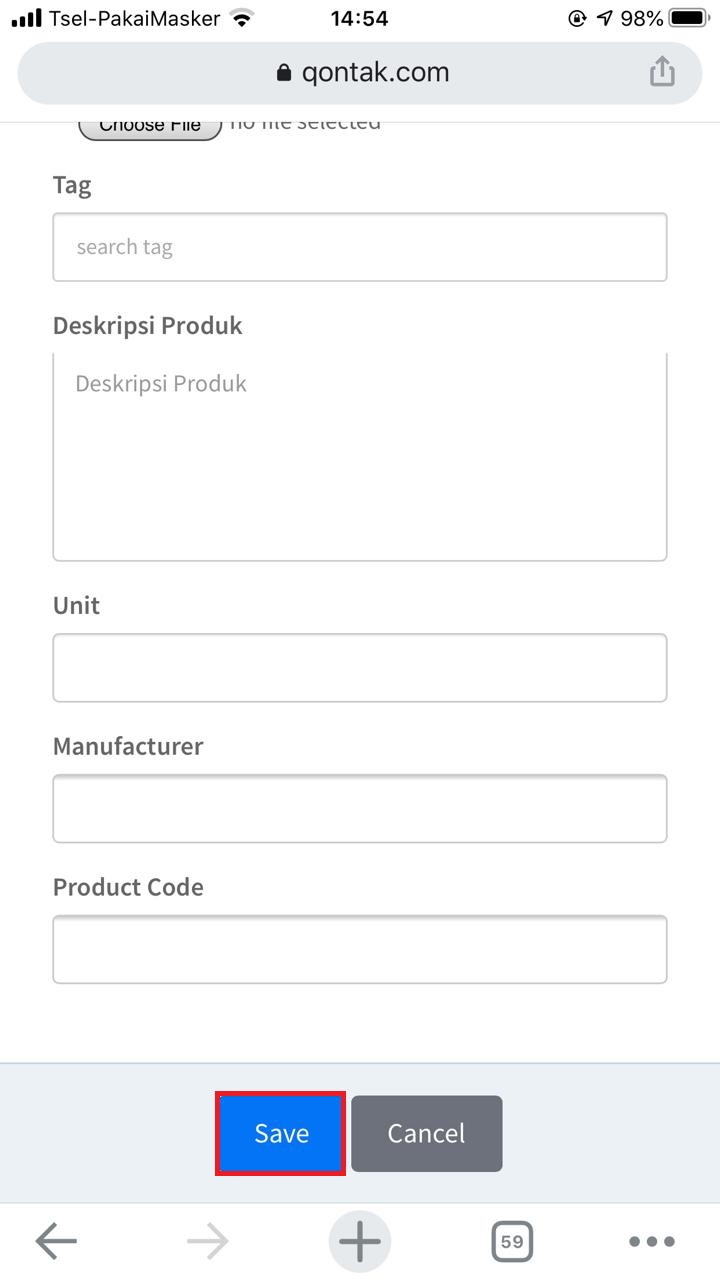 Tsel-PakaiMasker 14:54 98%
qontak.com
Choose File no file selected
Tag
search tag
Deskripsi Produk
Deskripsi Produk
Unit
Manufacturer
Product Code
Save Cancel
59